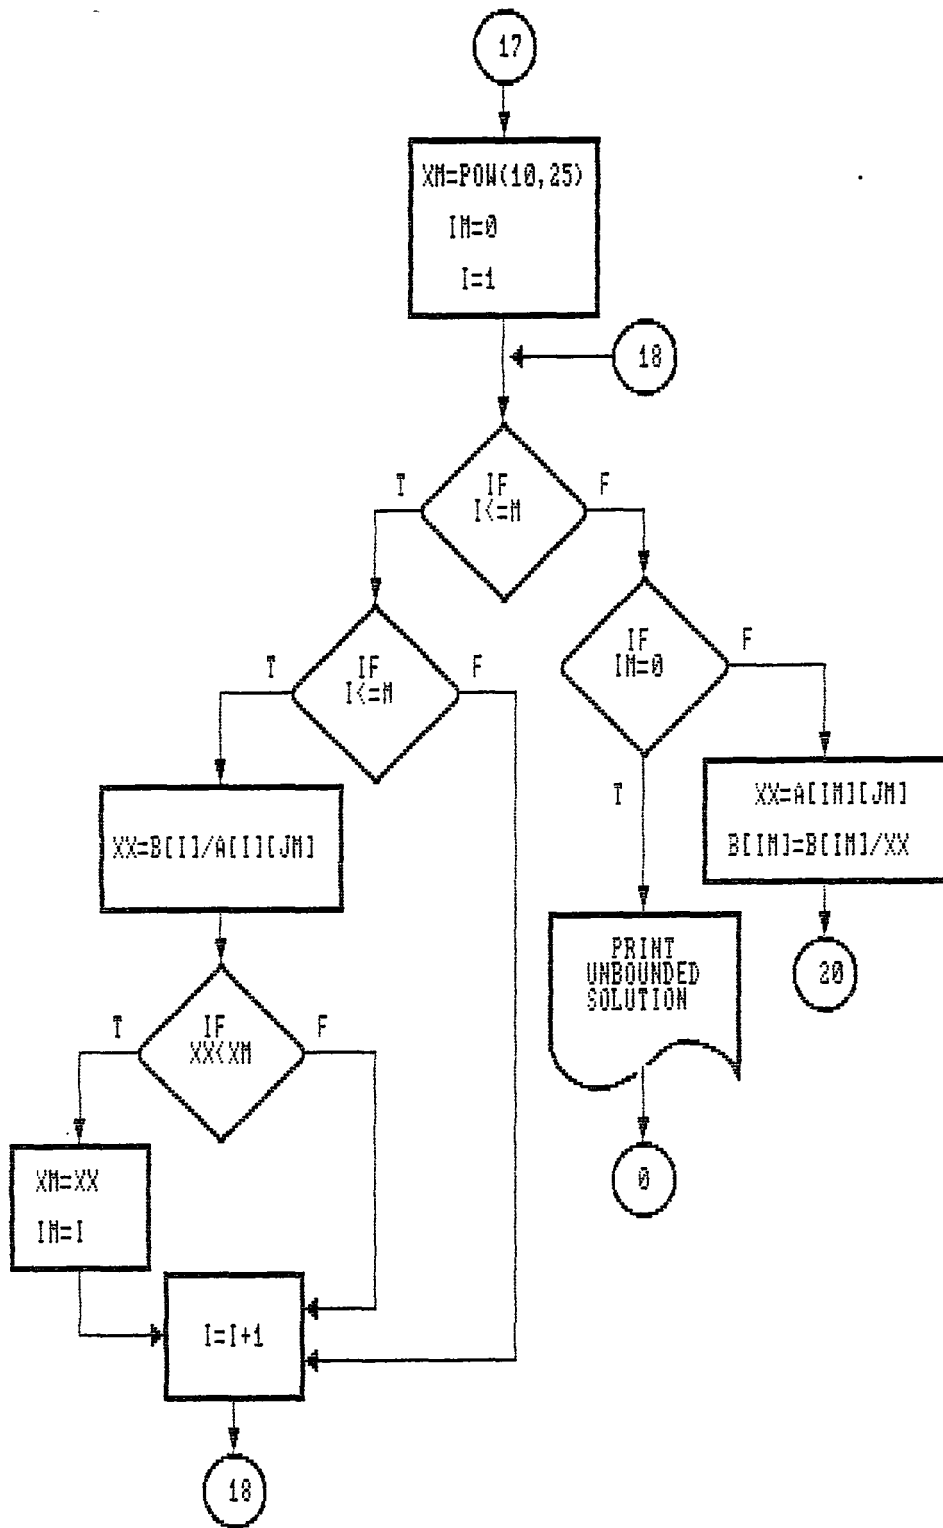 17
XM=POW(10,25)
IM=0
I=1
18
T
IF
I<=M
F
T
IF
I<=M
F
IF
IM=0
F
T
XX=B[I]/A[I][JM]
XX=A[IM][JM]
B[IM]=B[IM]/XX
T
IF
XX<XM
F
PRINT
UNBOUNDED
SOLUTION
20
XM=XX
IM=I
0
I=I+1
18